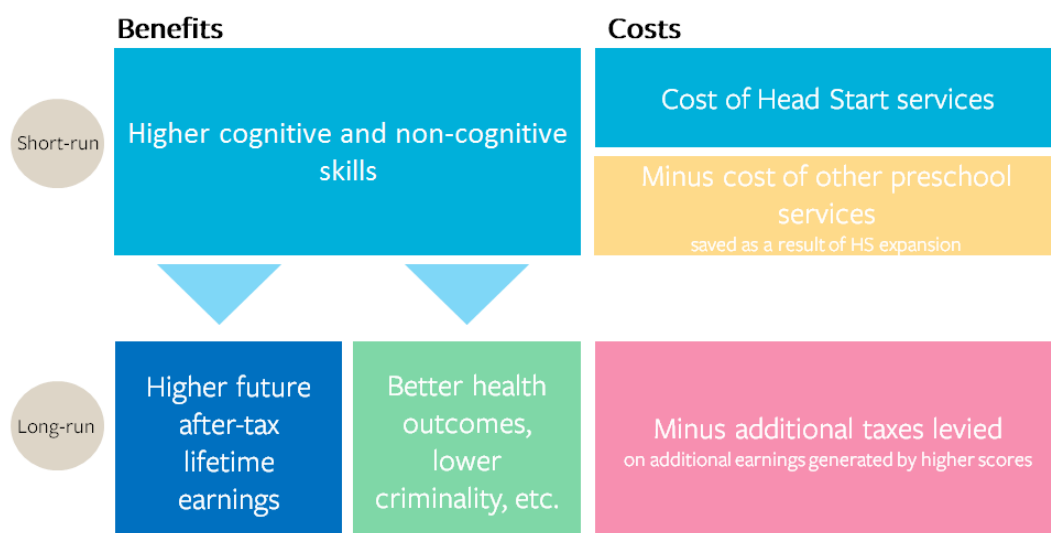 Benefits
Costs
Short-run
Higher cognitive and non-cognitive
skills
Cost of Head Start services
Minus cost of other preschool
services
saved as a result of HS expansion
Long-run
Higher future
after-tax
lifetime
earnings
Better health
outcomes,
lower
criminality, etc.
Minus additional taxes levied
on additional earnings generated by higher scores